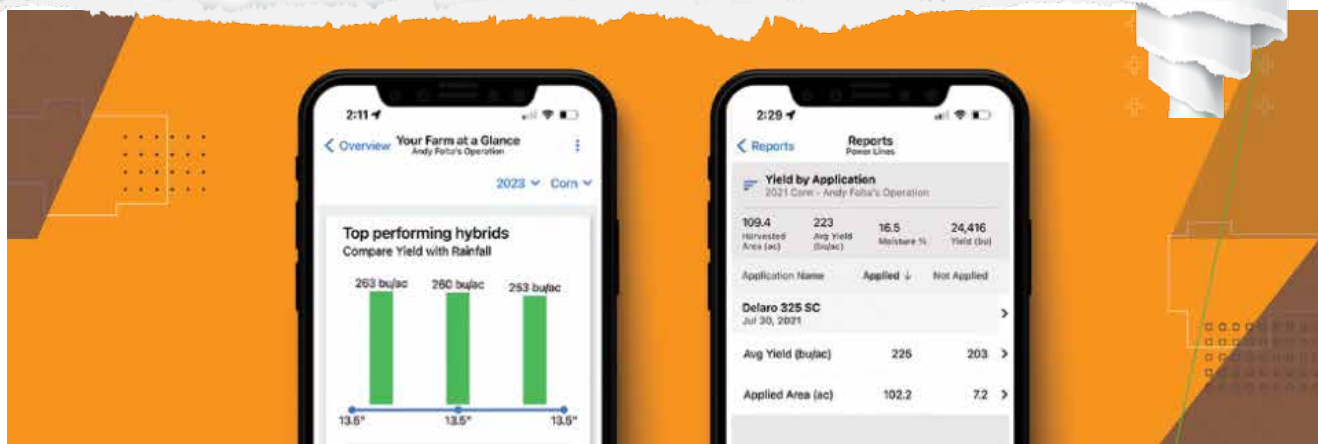 2:11
Overview
Your Farm at a Glance
Andy Folta's Operation
2023
Corn
Top performing hybrids
Compare Yield with Rainfall
263 bu/ac
260 bu/ac
253 bu/ac
13.5"
13.5"
13.5"
2:29
Reports
Reports
Power Lines
Yield by Application
2021 Corn - Andy Folta's Operation
109.4
223
16.5
24,416
Harvested Area (ac)
Avg Yield (bu/ac)
Moisture %
Yield (bu)
Application Name
Applied ↓
Not Applied
Delaro 325 SC
Jul 30, 2021
Avg Yield (bu/ac)
225
203
Applied Area (ac)
102.2
7.2